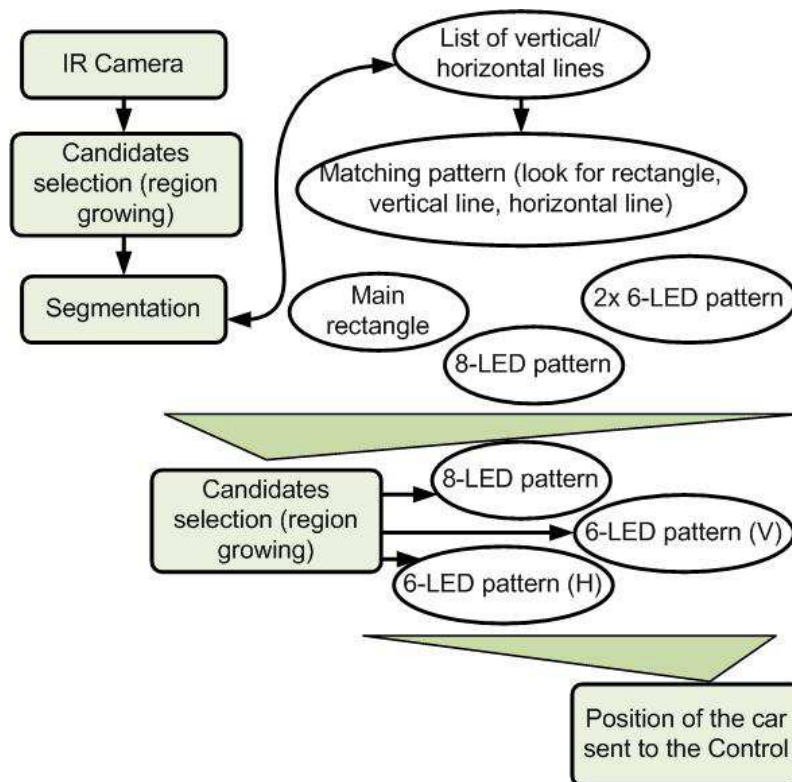 IR Camera
Candidates
selection (region
growing)
Segmentation
List of vertical/
horizontal lines
Matching pattern (look for rectangle,
vertical line, horizontal line)
Main
rectangle
2x 6-LED pattern
8-LED pattern
Candidates
selection (region
growing)
8-LED pattern
6-LED pattern (V)
6-LED pattern (H)
Position of the car
sent to the Control